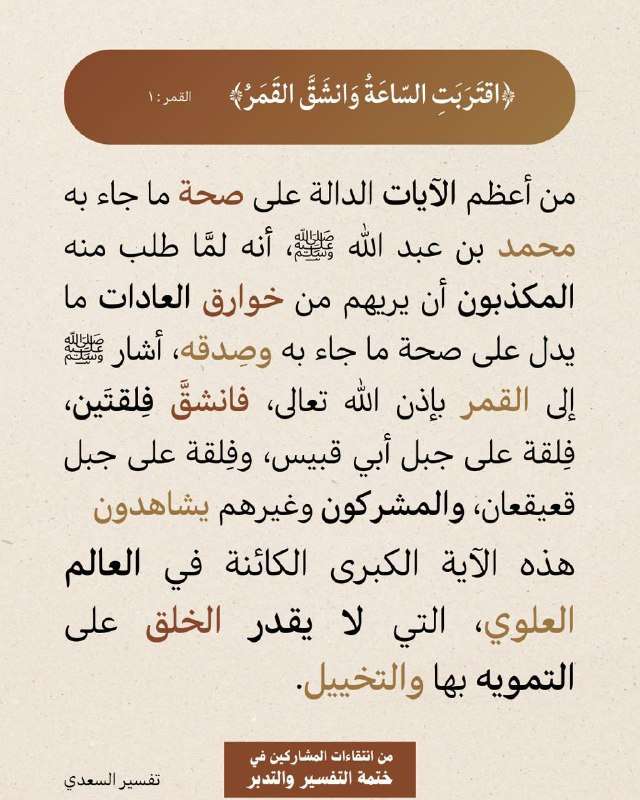 ﴿اقتَرَبَتِ السّاعَةُ وَانشَقَّ القَمَرُ﴾ القمر: ١
من أعظم الآيات الدالة على صحة ما جاء به
محمد بن عبد الله ﷺ، أنه لمَّا طلب منه
المكذبون أن يريهم من خوارق العادات ما
يدل على صحة ما جاء به وصِدقه، أشار ﷺ
إلى القمر بإذن الله تعالى، فانشقَّ فِلقتَين،
فِلقة على جبل أبي قبيس، وفِلقة على جبل
قعيقعان، والمشركون وغيرهم يشاهدون
هذه الآية الكبرى الكائنة في العالم
العلوي، التي لا يقدر الخلق على
التمويه بها والتخييل.
من انتقاءات المشاركين في
ختمة التفسير والتدبر
تفسير السعدي